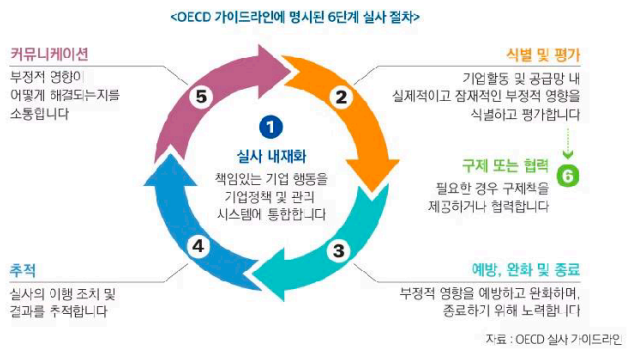 <OECD 가이드라인에 명시된 6단계 실사 절차>
커뮤니케이션
부정적 영향이
어떻게 해결되는지를
소통입니다
5
2
식별 및 평가
기업활동 및 공급망 내
실제적이고 잠재적인 부정적 영향을
식별하고 평가합니다
1
실사 내재화
책임있는 기업 행동을
기업정책 및 관리
시스템에 통합합니다
구제 또는 협력
6
필요한 경우 구제책을
제공하거나 협력합니다
4
3
추적
실사의 이행 조치 및
결과를 추적합니다
예방, 완화 및 종료
부정적 영향을 예방하고 완화하며,
종료하기 위해 노력합니다
자료 : OECD 실사 가이드라인